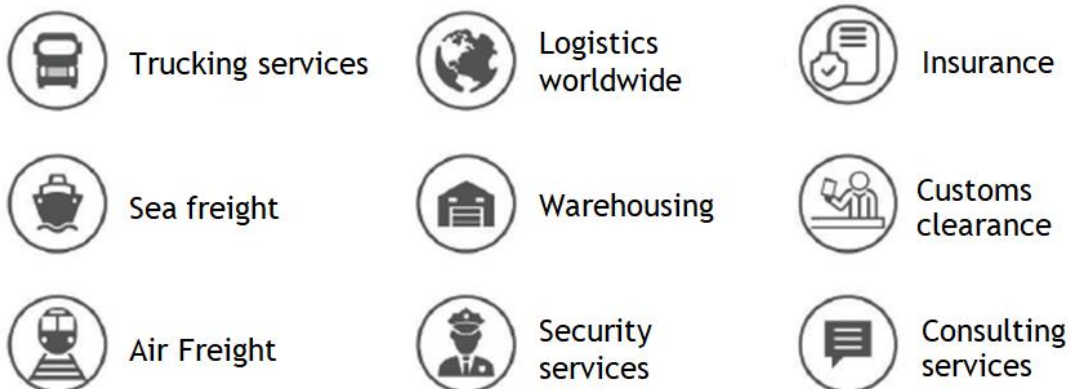 Trucking services
Logistics
worldwide
Insurance
Sea freight
Warehousing
Customs
clearance
Air Freight
Security
services
Consulting
services